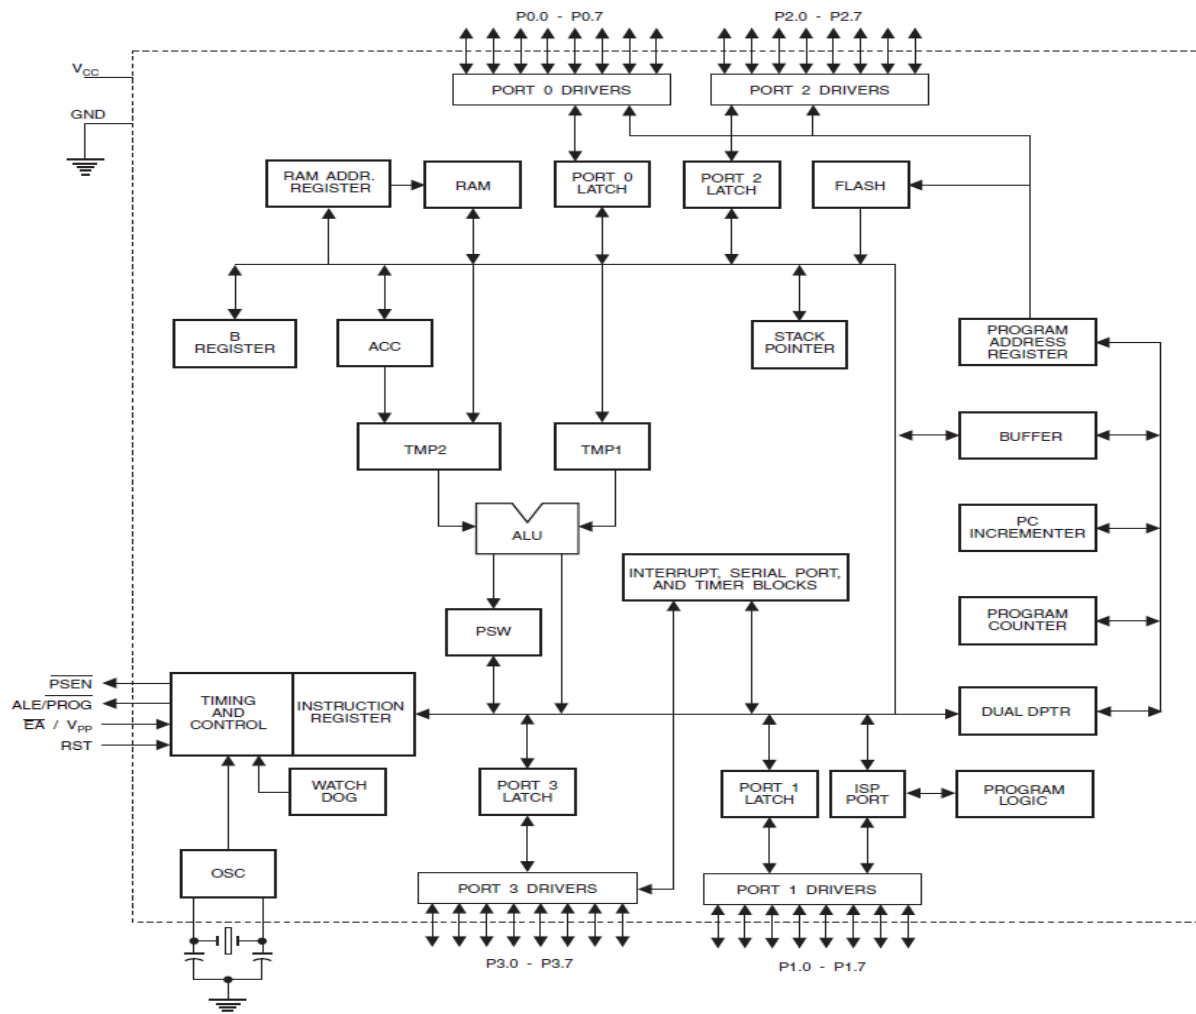 P0.0 - P0.7
P2.0 - P2.7
VCC
GND
PORT 0 DRIVERS
PORT 2 DRIVERS
RAM ADDR.
REGISTER
RAM
PORT 0
LATCH
PORT 2
LATCH
FLASH
B
REGISTER
ACC
STACK
POINTER
PROGRAM
ADDRESS
REGISTER
TMP2
TMP1
BUFFER
ALU
PC
INCREMENTER
INTERRUPT, SERIAL PORT,
AND TIMER BLOCKS
PSW
PROGRAM
COUNTER
PSEN
ALE/PROG
EA / VPP
RST
TIMING
AND
CONTROL
INSTRUCTION
REGISTER
DUAL DPTR
WATCH
DOG
PORT 3
LATCH
PORT 1
LATCH
ISP
PORT
PROGRAM
LOGIC
OSC
PORT 3 DRIVERS
PORT 1 DRIVERS
P3.0 - P3.7
P1.0 - P1.7